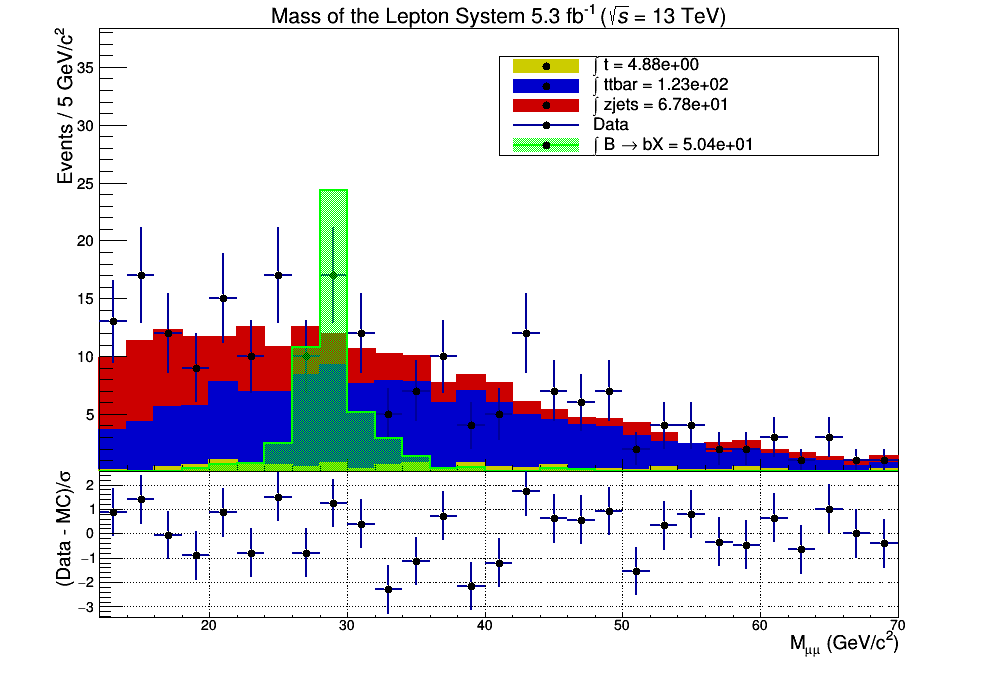 Mass of the Lepton System 5.3 fb⁻¹ (√s = 13 TeV)
Events / 5 GeV/c²
35
30
25
20
15
10
5
∫ t = 4.88e+00
∫ ttbar = 1.23e+02
∫ zjets = 6.78e+01
Data
∫ B → bX = 5.04e+01
(Data - MC)/σ
2
1
0
−1
−2
−3
20 30 40 50 60 70
M_μμ (GeV/c²)